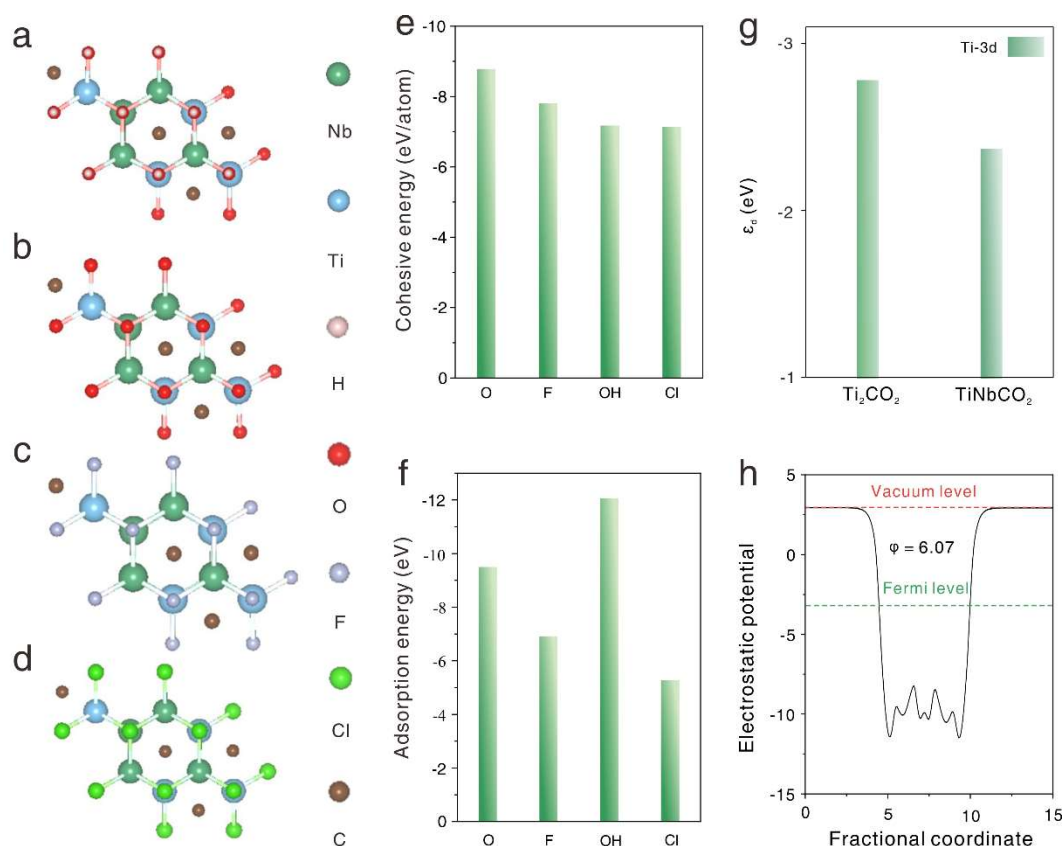 a
b
c
d
Nb
Ti
H
O
F
Cl
C
e
-10
-8
-6
-4
-2
0
Cohesive energy (eV/atom)
O F OH Cl
f
-12
-10
-8
-6
-4
-2
0
Adsorption energy (eV)
O F OH Cl
g
Ti-3d
-3
-2
-1
ε_d (eV)
Ti₂CO₂ TiNbCO₂
h
5
0
-5
-10
-15
Electrostatic potential
Vacuum level
φ = 6.07
Fermi level
0 5 10 15
Fractional coordinate